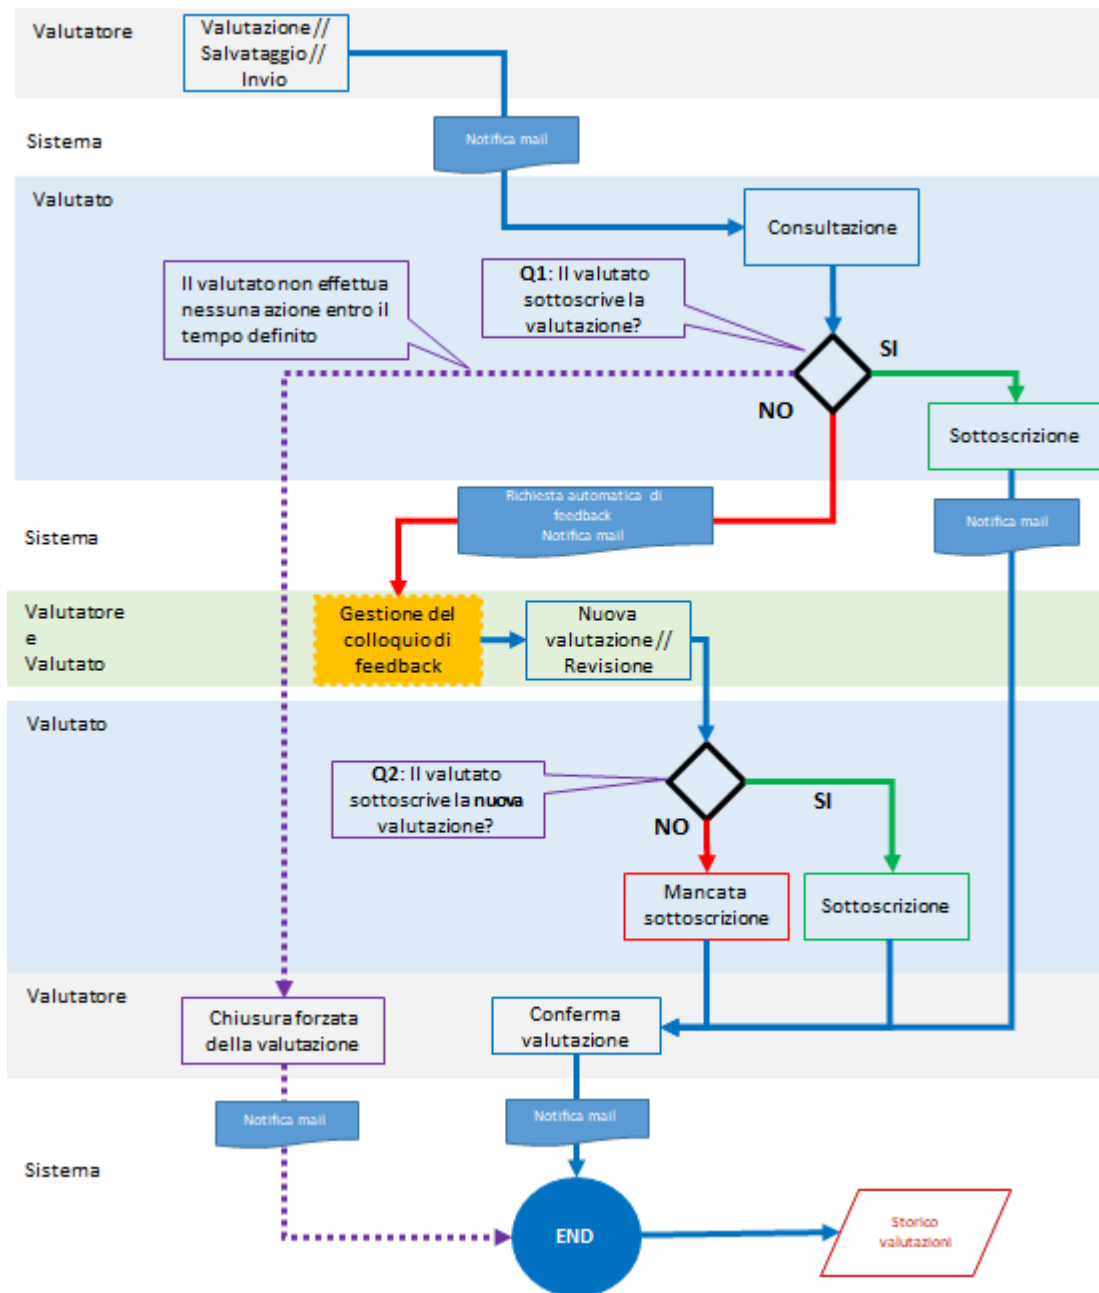 Valutatore
Valutazione //
Salvataggio //
Invio
Sistema
Notifica mail
Valutato
Consultazione
Il valutato non effettua
nessuna azione entro il
tempo definito
Q1: Il valutato
sottoscrive la
valutazione?
SI
NO
Sottoscrizione
Sistema
Richiesta automatica di
feedback
Notifica mail
Notifica mail
Valutatore
e
Valutato
Gestione del
colloquio di
feedback
Nuova
valutazione //
Revisione
Valutato
Q2: Il valutato
sottoscrive la nuova
valutazione?
SI
NO
Mancata
sottoscrizione
Sottoscrizione
Valutatore
Chiusura forzata
della valutazione
Conferma
valutazione
Notifica mail
Notifica mail
Sistema
END
Storico
valutazioni